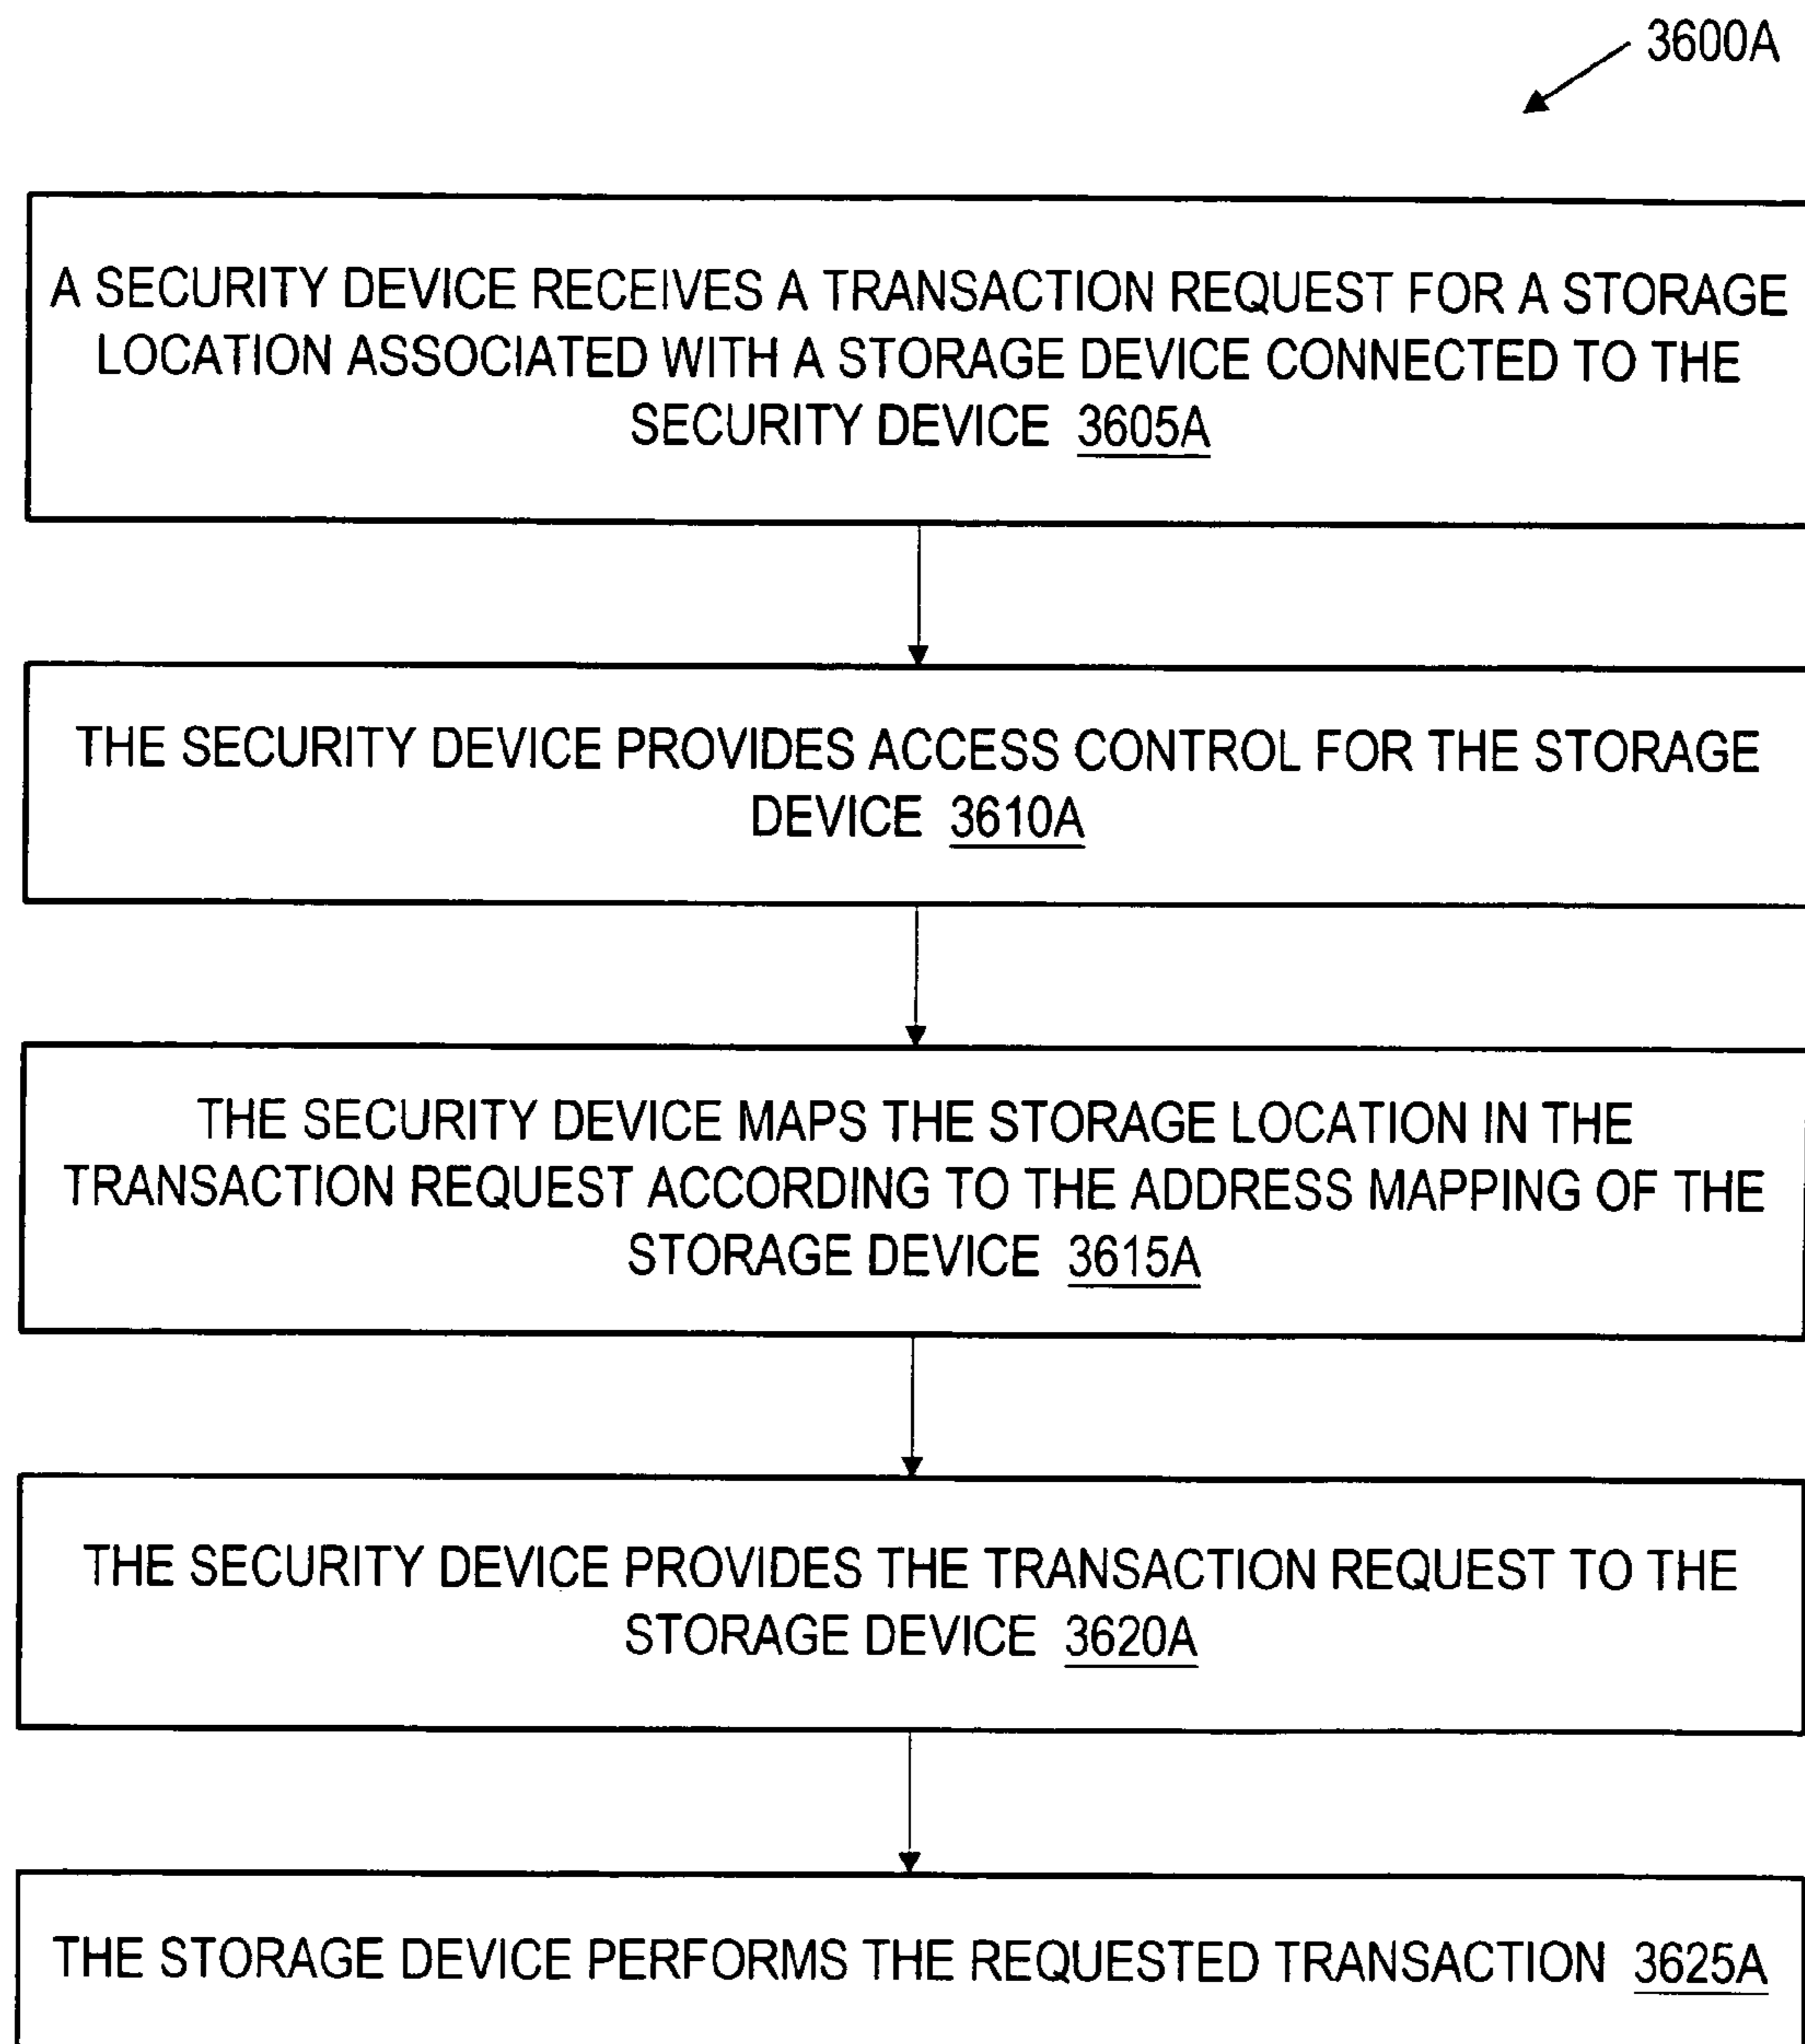 3600A
A SECURITY DEVICE RECEIVES A TRANSACTION REQUEST FOR A STORAGE
LOCATION ASSOCIATED WITH A STORAGE DEVICE CONNECTED TO THE
SECURITY DEVICE 3605A
THE SECURITY DEVICE PROVIDES ACCESS CONTROL FOR THE STORAGE
DEVICE 3610A
THE SECURITY DEVICE MAPS THE STORAGE LOCATION IN THE
TRANSACTION REQUEST ACCORDING TO THE ADDRESS MAPPING OF THE
STORAGE DEVICE 3615A
THE SECURITY DEVICE PROVIDES THE TRANSACTION REQUEST TO THE
STORAGE DEVICE 3620A
THE STORAGE DEVICE PERFORMS THE REQUESTED TRANSACTION 3625A